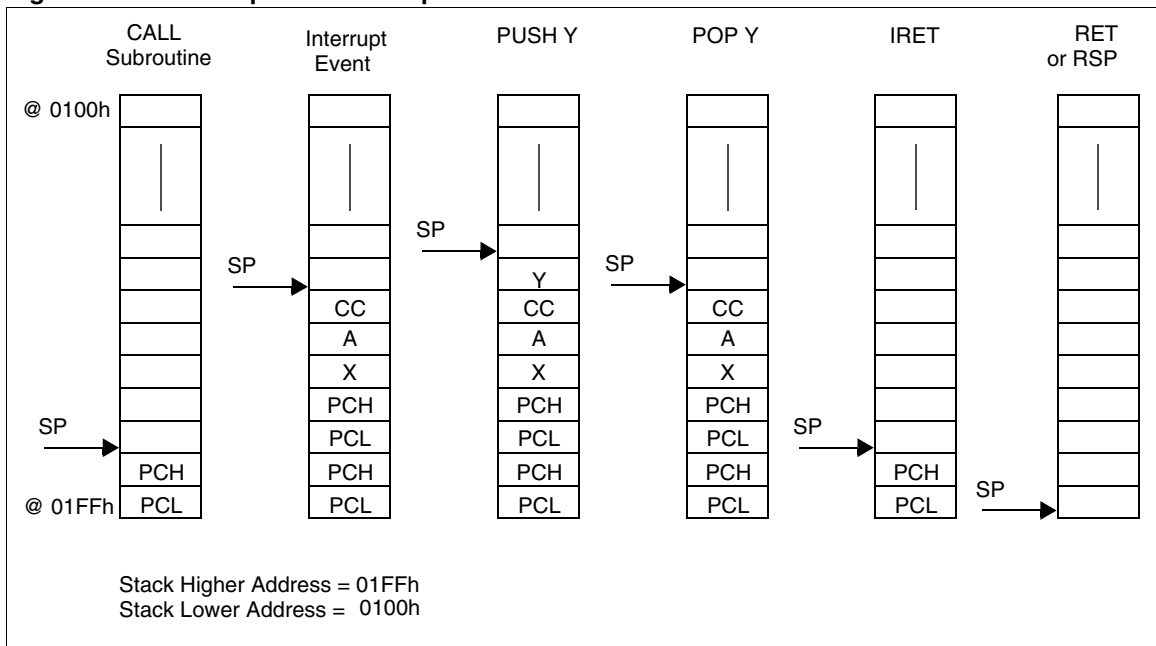 CALL
Subroutine
Interrupt
Event
PUSH Y
POP Y
IRET
RET
or RSP
@ 0100h
SP
SP
SP
Y
SP
CC
CC
CC
A
A
A
X
X
X
PCH
PCH
PCH
SP
PCL
PCL
PCL
SP
PCH
PCH
PCH
PCH
PCH
SP
@ 01FFh
PCL
PCL
PCL
PCL
PCL
Stack Higher Address = 01FFh
Stack Lower Address = 0100h